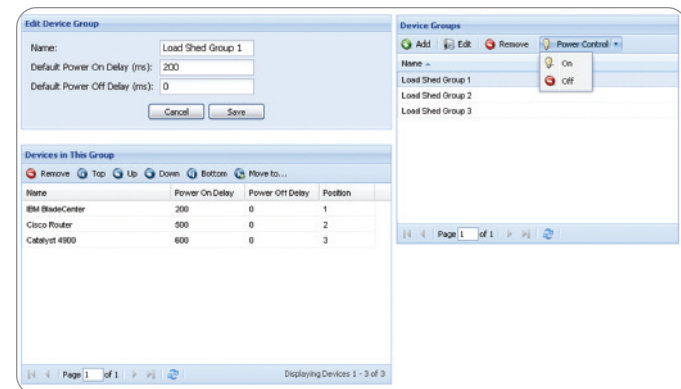 Edit Device Group
Name: Load Shed Group 1
Default Power On Delay (ms): 200
Default Power Off Delay (ms): 0
Cancel Save
Devices in This Group
Remove Top Up Down Bottom Move to...
Name Power On Delay Power Off Delay Position
IBM BladeCenter 200 0 1
Cisco Router 500 0 2
Catalyst 4900 600 0 3
Page 1 of 1 Displaying Devices 1 - 3 of 3
Device Groups
Add Edit Remove Power Control
Name
On
Off
Load Shed Group 1
Load Shed Group 2
Load Shed Group 3
Page 1 of 1